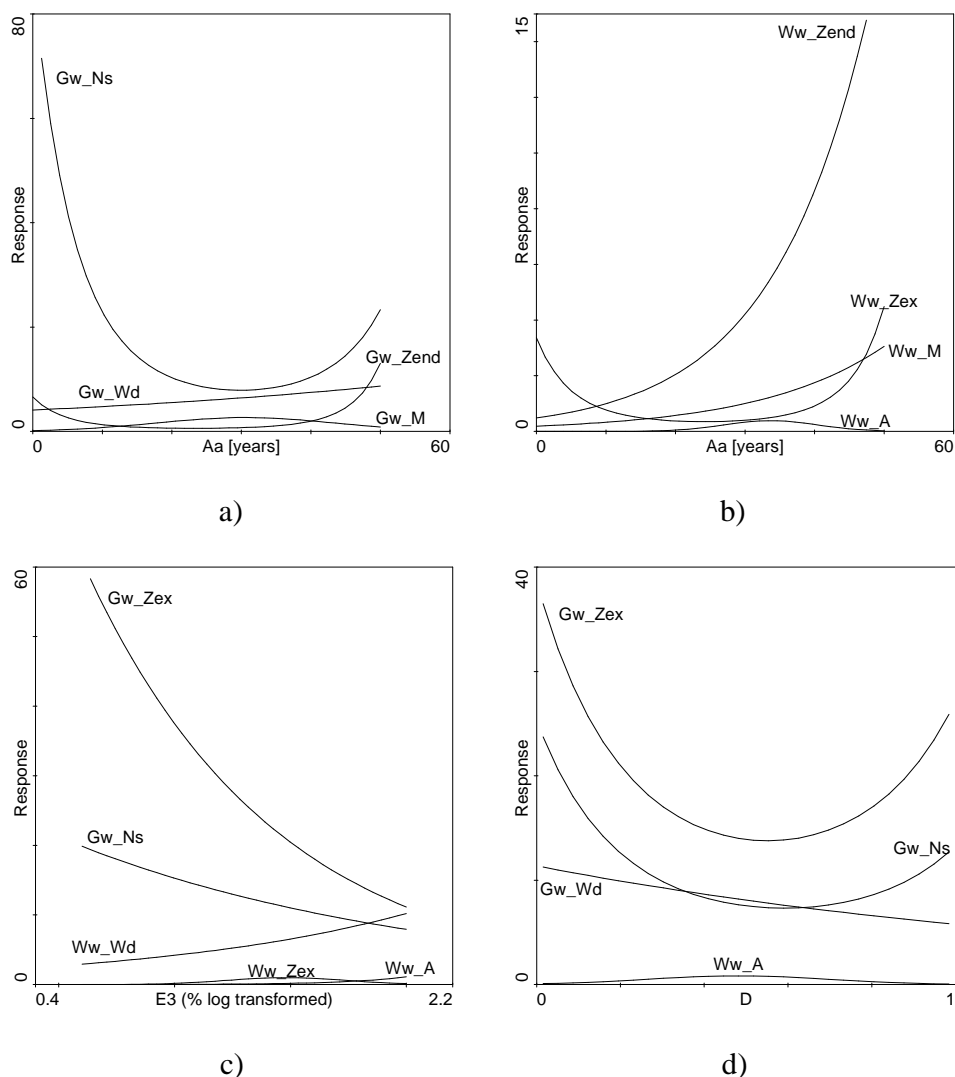 80
Response
0
Gw_Ns
Gw_Wd
Gw_Zend
Gw_M
0
Aa [years]
60
a)
15
Response
0
Ww_Zend
Ww_Zex
Ww_M
Ww_A
0
Aa [years]
60
b)
60
Response
0
Gw_Zex
Gw_Ns
Ww_Wd
Ww_Zex
Ww_A
0.4
E3 (% log transformed)
2.2
c)
40
Response
0
Gw_Zex
Gw_Ns
Gw_Wd
Ww_A
0
D
1
d)